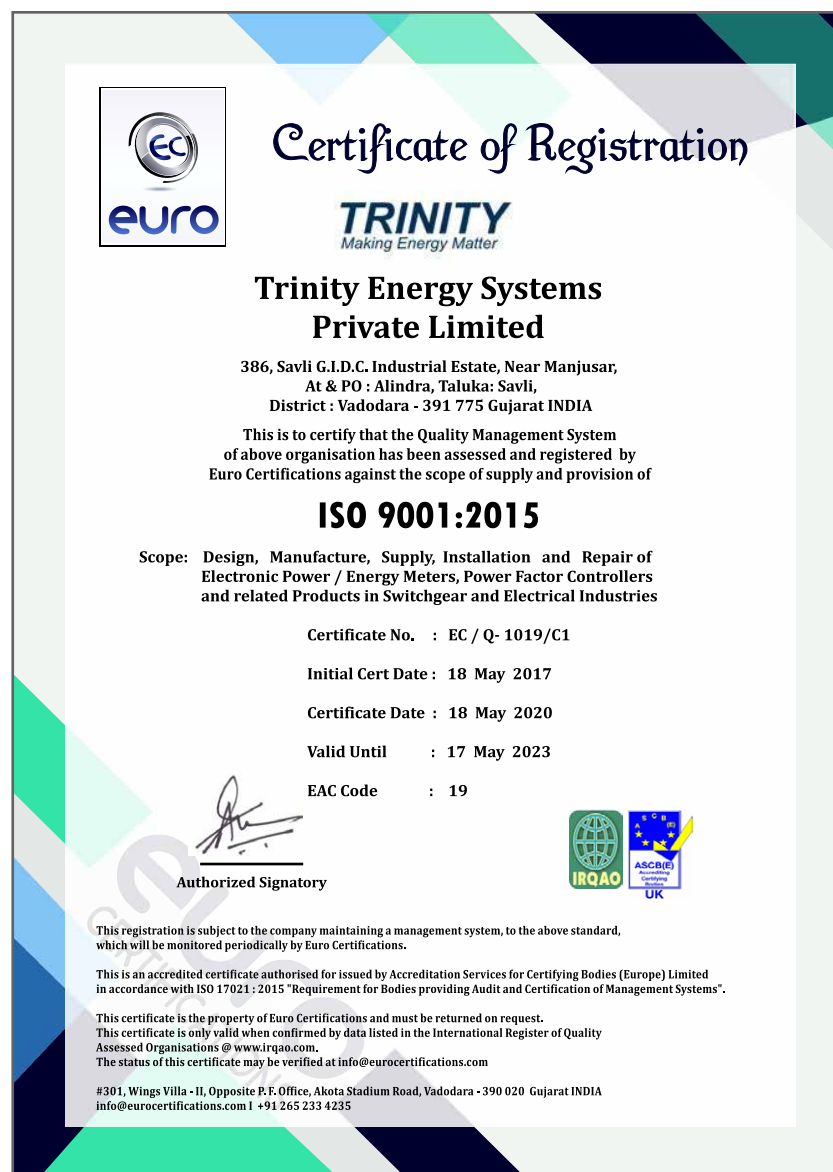 EC
euro
Certificate of Registration
TRINITY
Making Energy Matter
Trinity Energy Systems
Private Limited
386, Savli G.I.D.C. Industrial Estate, Near Manjusar,
At & PO : Alindra, Taluka: Savli,
District : Vadodara - 391 775 Gujarat INDIA
This is to certify that the Quality Management System
of above organisation has been assessed and registered by
Euro Certifications against the scope of supply and provision of
ISO 9001:2015
Scope: Design, Manufacture, Supply, Installation and Repair of
Electronic Power / Energy Meters, Power Factor Controllers
and related Products in Switchgear and Electrical Industries
Certificate No. : EC / Q- 1019/C1
Initial Cert Date : 18 May 2017
Certificate Date : 18 May 2020
Valid Until : 17 May 2023
EAC Code : 19
Authorized Signatory
IRQAO
A S C B (E)
ASCB(E)
Accrediting
Certifying
Bodies
UK
euro
CERTIFICATIONS
This registration is subject to the company maintaining a management system, to the above standard,
which will be monitored periodically by Euro Certifications.
This is an accredited certificate authorised for issued by Accreditation Services for Certifying Bodies (Europe) Limited
in accordance with ISO 17021 : 2015 "Requirement for Bodies providing Audit and Certification of Management Systems".
This certificate is the property of Euro Certifications and must be returned on request.
This certificate is only valid when confirmed by data listed in the International Register of Quality
Assessed Organisations @ www.irqao.com.
The status of this certificate may be verified at info@eurocertifications.com
#301, Wings Villa - II, Opposite P. F. Office, Akota Stadium Road, Vadodara - 390 020 Gujarat INDIA
info@eurocertifications.com I +91 265 233 4235